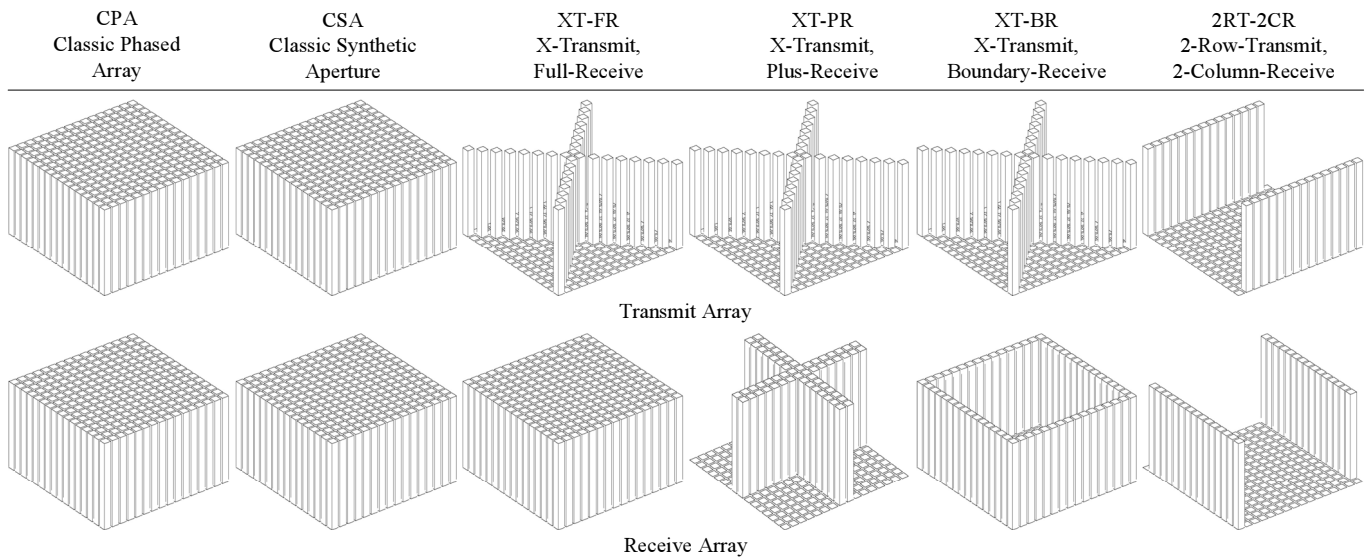 CPA
Classic Phased
Array
CSA
Classic Synthetic
Aperture
XT-FR
X-Transmit,
Full-Receive
XT-PR
X-Transmit,
Plus-Receive
XT-BR
X-Transmit,
Boundary-Receive
2RT-2CR
2-Row-Transmit,
2-Column-Receive
Transmit Array
Receive Array